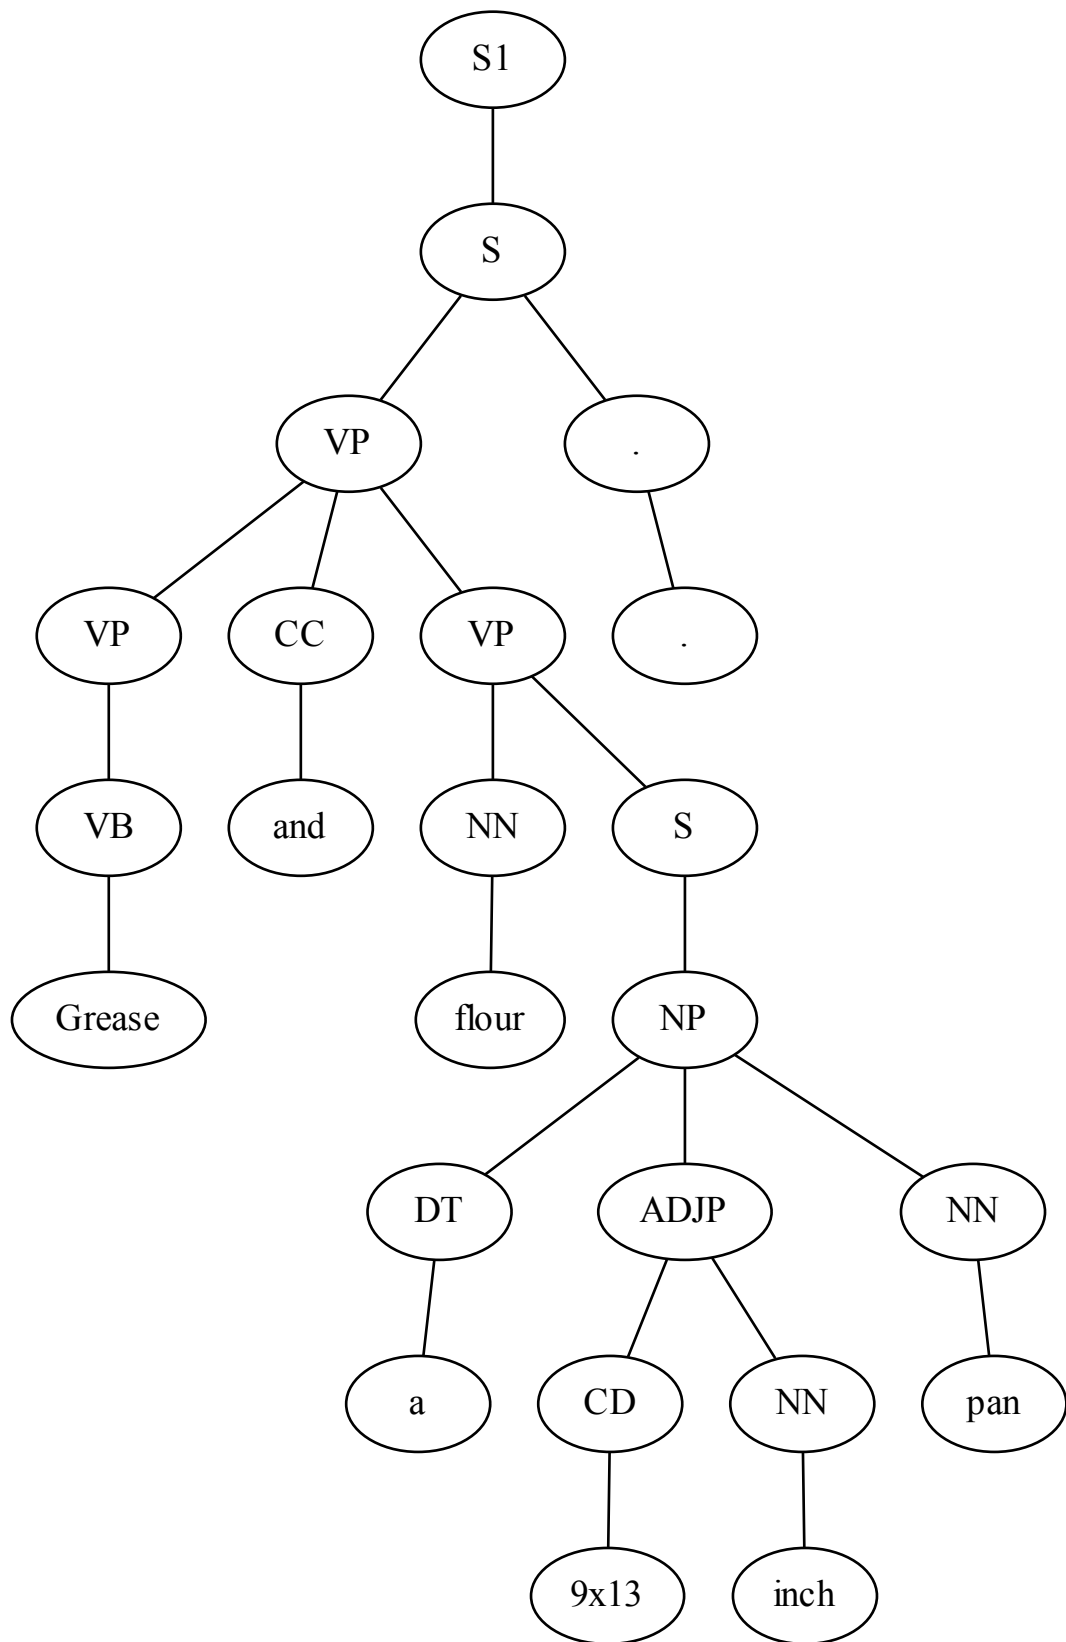 S1
S
VP .
VP CC VP .
VB and NN S
Grease flour NP
DT ADJP NN
a CD NN pan
9x13 inch